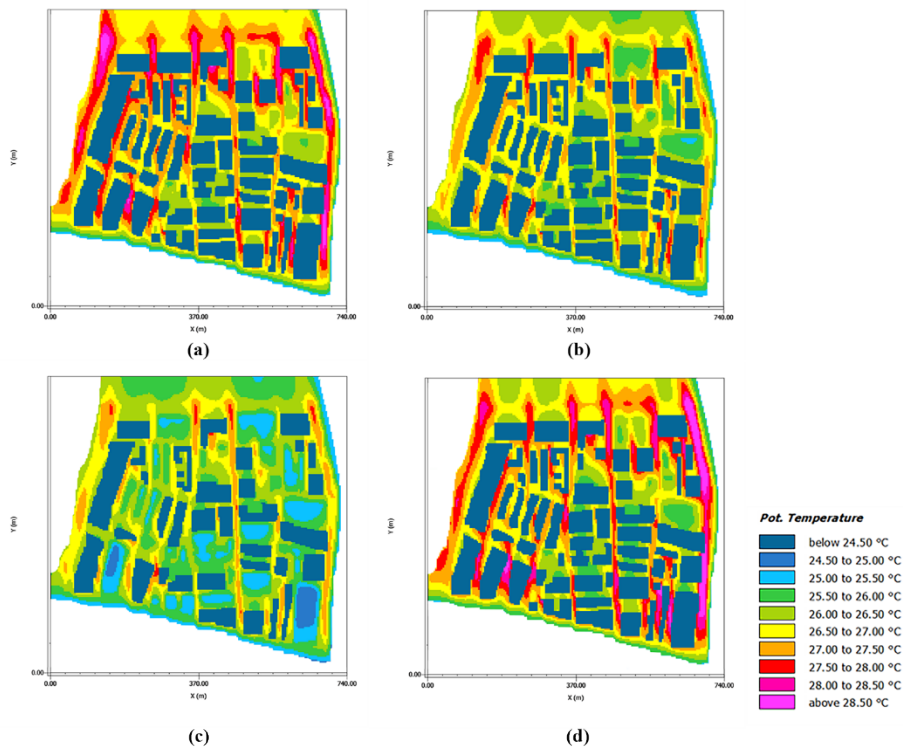 Y (m)
Y (m)
0.00
0.00
0.00 370.00 740.00
0.00 370.00 740.00
X (m)
X (m)
(a)
(b)
Y (m)
Y (m)
Pot. Temperature
below 24.50 °C
24.50 to 25.00 °C
25.00 to 25.50 °C
25.50 to 26.00 °C
26.00 to 26.50 °C
26.50 to 27.00 °C
27.00 to 27.50 °C
27.50 to 28.00 °C
28.00 to 28.50 °C
above 28.50 °C
0.00
0.00
0.00 370.00 740.00
0.00 370.00 740.00
X (m)
X (m)
(c)
(d)